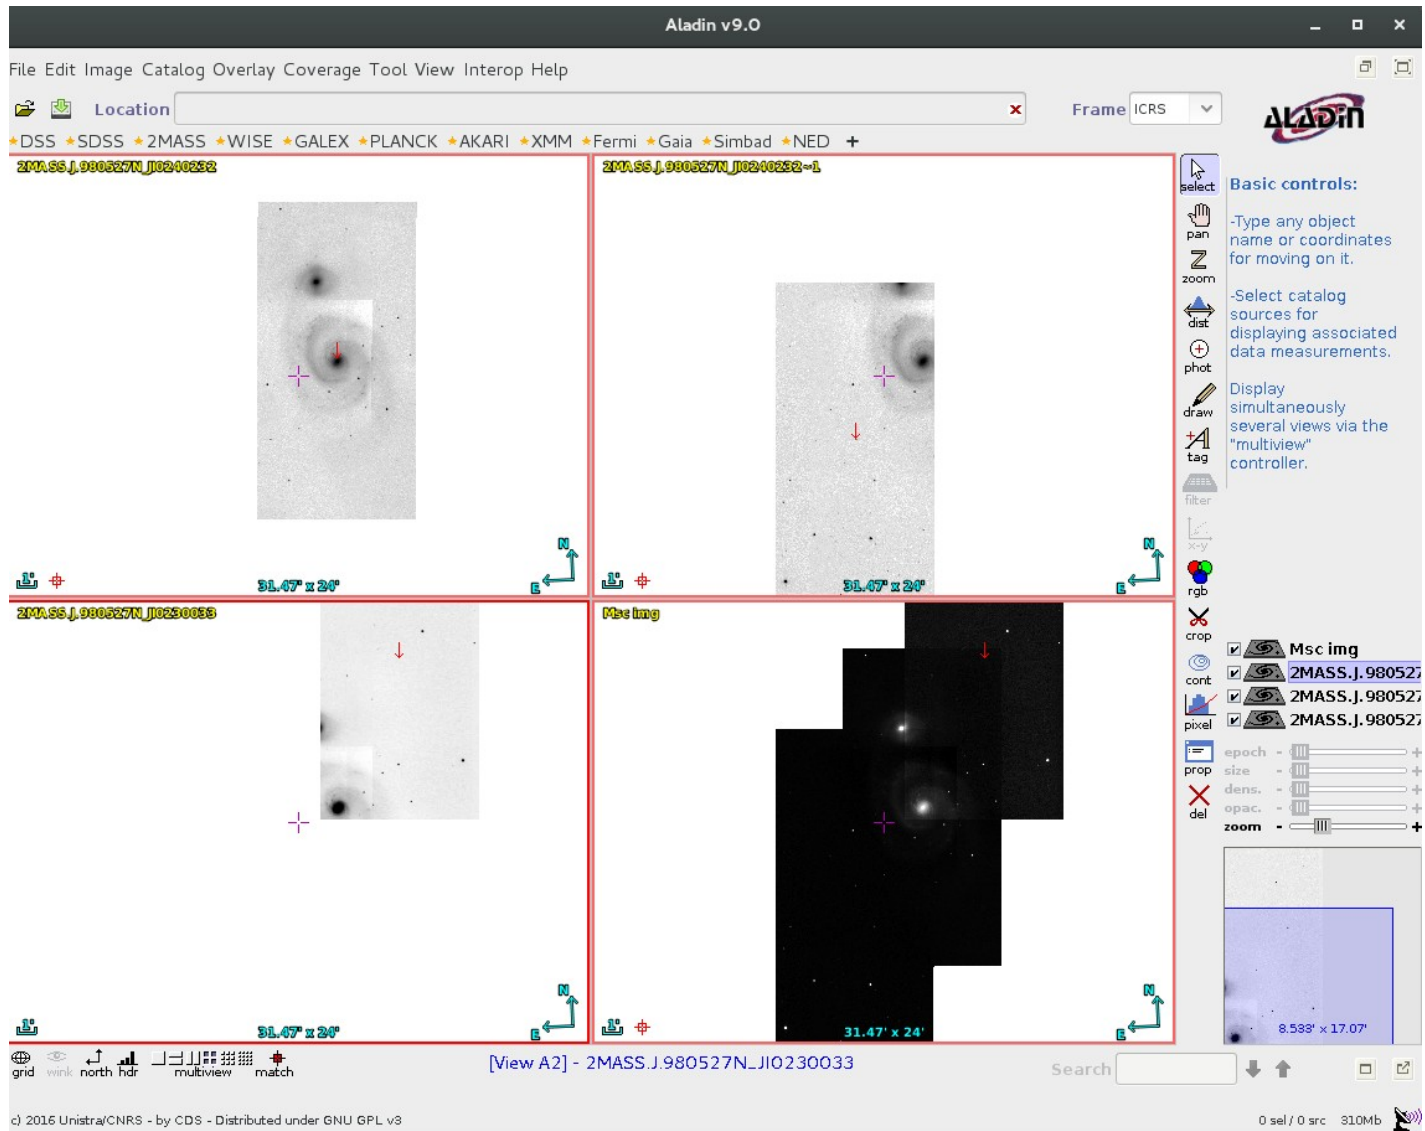 Aladin v9.0
File Edit Image Catalog Overlay Coverage Tool View Interop Help
Location
Frame ICRS
ALADiN
DSS SDSS 2MASS WISE GALEX PLANCK AKARI XMM Fermi Gaia Simbad NED +
2MASS.J.980527N_JI0240232
2MASS.J.980527N_JI0240232~1
31.47' x 24'
N
E
1'
31.47' x 24'
N
E
1'
2MASS.J.980527N_JI0230033
Msc img
31.47' x 24'
N
E
1'
31.47' x 24'
N
E
1'
select
pan
zoom
dist
phot
draw
tag
filter
x-y
rgb
crop
cont
pixel
prop
del
Basic controls:
-Type any object
name or coordinates
for moving on it.
-Select catalog
sources for
displaying associated
data measurements.
Display
simultaneously
several views via the
"multiview"
controller.
Msc img
2MASS.J.980527
2MASS.J.980527
2MASS.J.980527
epoch - +
size - +
dens. - +
opac. - +
zoom - +
8.533' x 17.07'
grid wink north hdr multiview match
[View A2] - 2MASS.J.980527N_JI0230033
Search
c) 2016 Unistra/CNRS - by CDS - Distributed under GNU GPL v3
0 sel / 0 src 310Mb